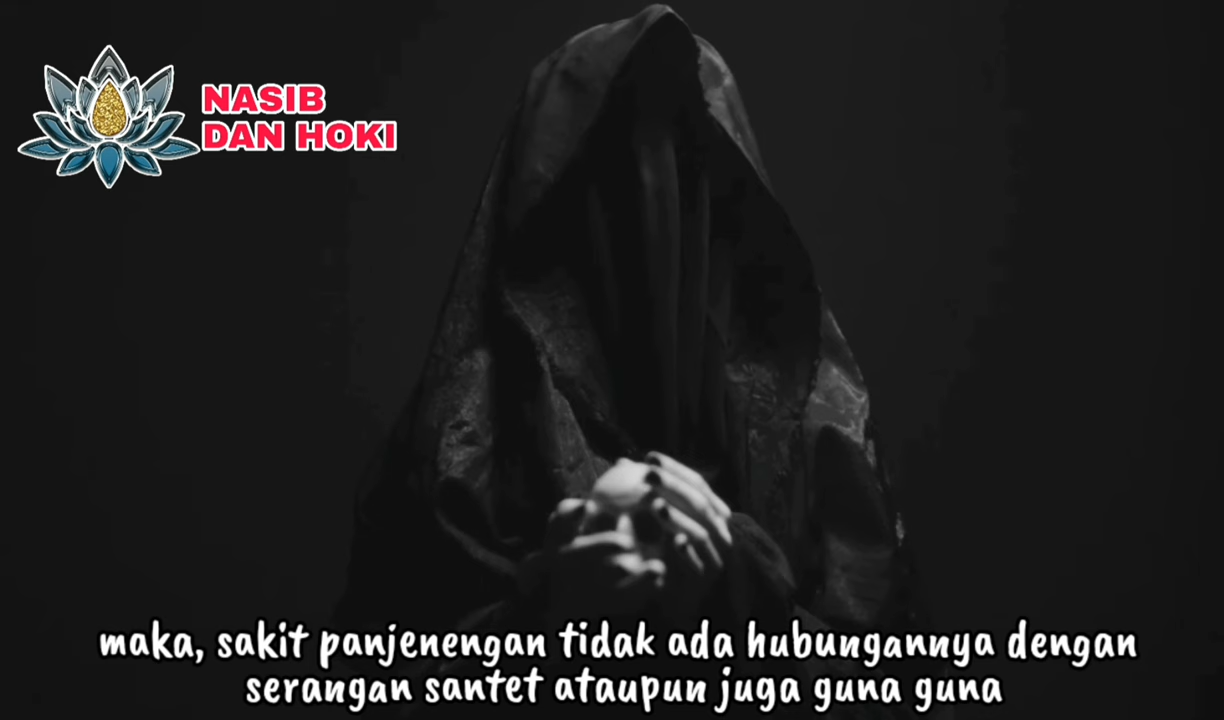 NASIB
DAN HOKI
maka, sakit panjenengan tidak ada hubungannya dengan
serangan santet ataupun juga guna guna